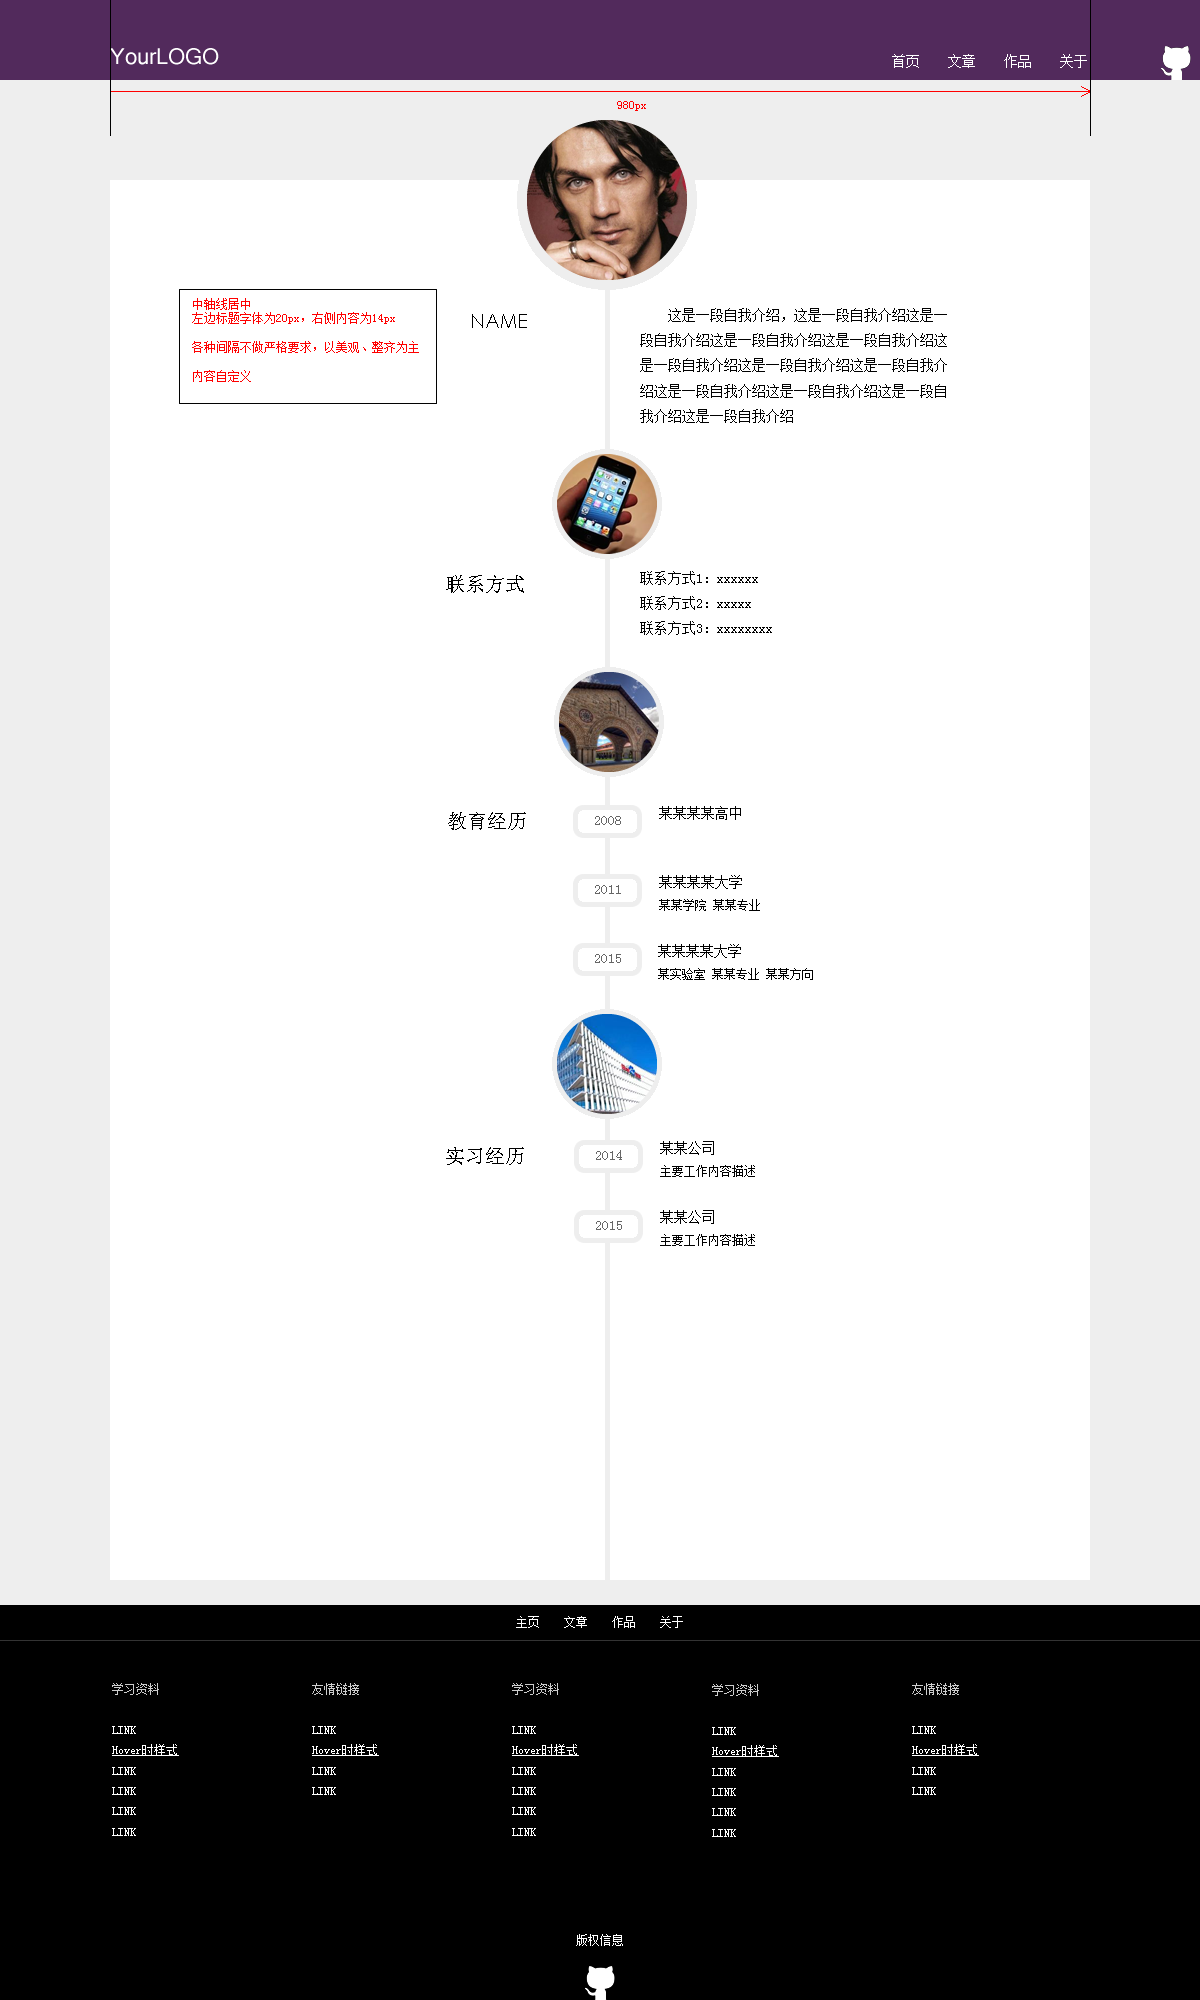 YourLOGO
首页 文章 作品 关于
980px
中轴线居中
左边标题字体为20px，右侧内容为14px
各种间隔不做严格要求，以美观、整齐为主
内容自定义
NAME
这是一段自我介绍，这是一段自我介绍这是一
段自我介绍这是一段自我介绍这是一段自我介绍这
是一段自我介绍这是一段自我介绍这是一段自我介
绍这是一段自我介绍这是一段自我介绍这是一段自
我介绍这是一段自我介绍
联系方式
联系方式1：xxxxxx
联系方式2：xxxxx
联系方式3：xxxxxxxx
教育经历
2008
某某某某高中
2011
某某某某大学
某某学院 某某专业
2015
某某某某大学
某实验室 某某专业 某某方向
实习经历
2014
某某公司
主要工作内容描述
2015
某某公司
主要工作内容描述
主页 文章 作品 关于
学习资料
LINK
Hover时样式
LINK
LINK
LINK
LINK
友情链接
LINK
Hover时样式
LINK
LINK
学习资料
LINK
Hover时样式
LINK
LINK
LINK
LINK
学习资料
LINK
Hover时样式
LINK
LINK
LINK
LINK
友情链接
LINK
Hover时样式
LINK
LINK
版权信息